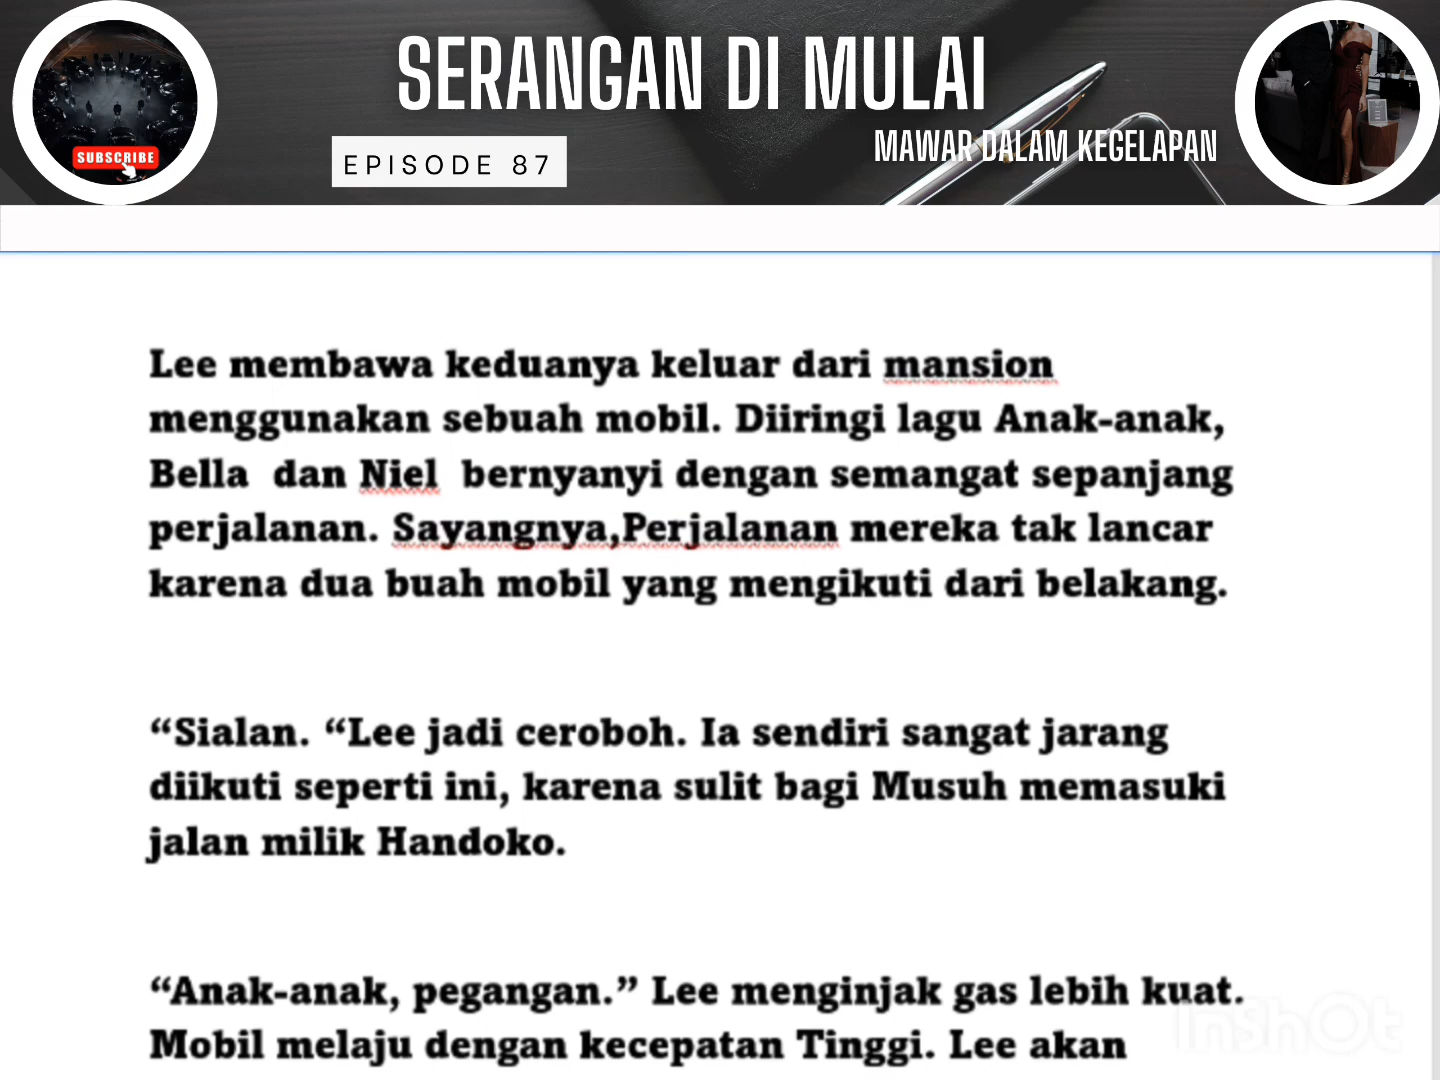 SERANGAN DI MULAI
EPISODE 87
MAWAR DALAM KEGELAPAN
SUBSCRIBE
Lee membawa keduanya keluar dari mansion
menggunakan sebuah mobil. Diiringi lagu Anak-anak,
Bella  dan Niel  bernyanyi dengan semangat sepanjang
perjalanan. Sayangnya,Perjalanan mereka tak lancar
karena dua buah mobil yang mengikuti dari belakang.
“Sialan. “Lee jadi ceroboh. Ia sendiri sangat jarang
diikuti seperti ini, karena sulit bagi Musuh memasuki
jalan milik Handoko.
“Anak-anak, pegangan.” Lee menginjak gas lebih kuat.
Mobil melaju dengan kecepatan Tinggi. Lee akan
InShOt